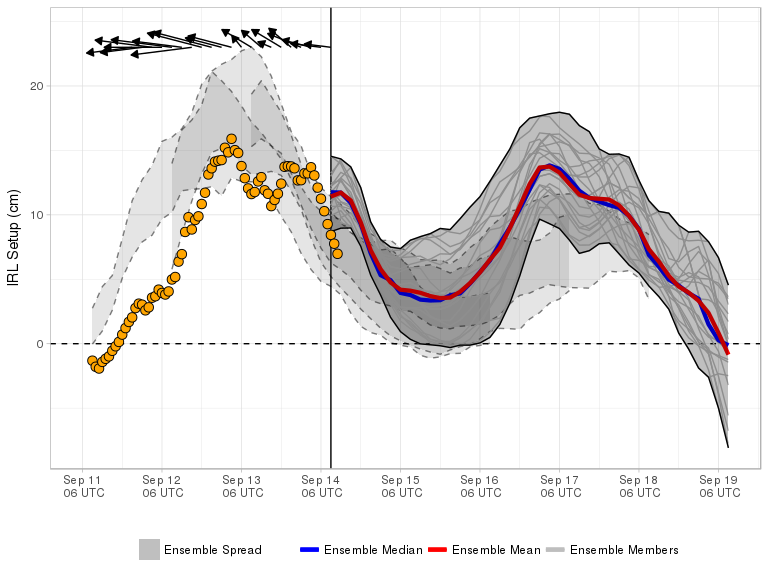 IRL Setup (cm)
20
10
0
Sep 11 Sep 12 Sep 13 Sep 14 Sep 15 Sep 16 Sep 17 Sep 18 Sep 19
06 UTC 06 UTC 06 UTC 06 UTC 06 UTC 06 UTC 06 UTC 06 UTC 06 UTC
Ensemble Spread Ensemble Median Ensemble Mean Ensemble Members